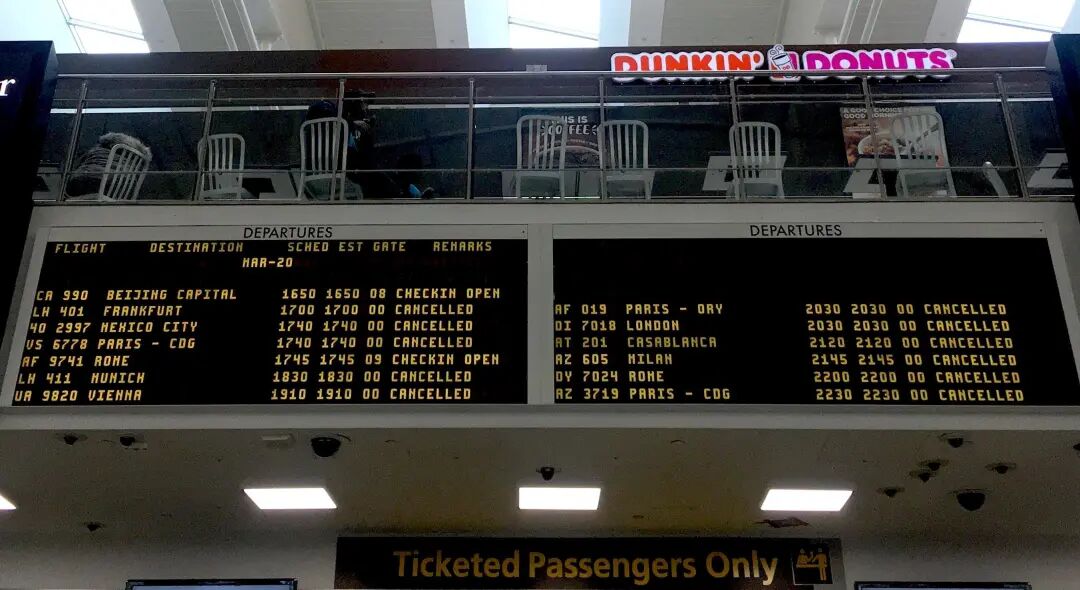 DUNKIN' DONUTS
r
THIS IS
COFFEE
A GOOD CHOICE
GOOD MORNING
DEPARTURES
FLIGHT DESTINATION SCHED EST GATE REMARKS
MAR-20
CA 990 BEIJING CAPITAL 1650 1650 08 CHECKIN OPEN
LH 401 FRANKFURT 1700 1700 00 CANCELLED
4O 2997 MEXICO CITY 1740 1740 00 CANCELLED
VS 6778 PARIS - CDG 1740 1740 00 CANCELLED
AF 9741 ROME 1745 1745 09 CHECKIN OPEN
LH 411 MUNICH 1830 1830 00 CANCELLED
UA 9820 VIENNA 1910 1910 00 CANCELLED
DEPARTURES
AF 019 PARIS - ORY 2030 2030 00 CANCELLED
DI 7018 LONDON 2030 2030 00 CANCELLED
AT 201 CASABLANCA 2120 2120 00 CANCELLED
AZ 605 MILAN 2145 2145 00 CANCELLED
DY 7024 ROME 2200 2200 00 CANCELLED
AZ 3719 PARIS - CDG 2230 2230 00 CANCELLED
Ticketed Passengers Only